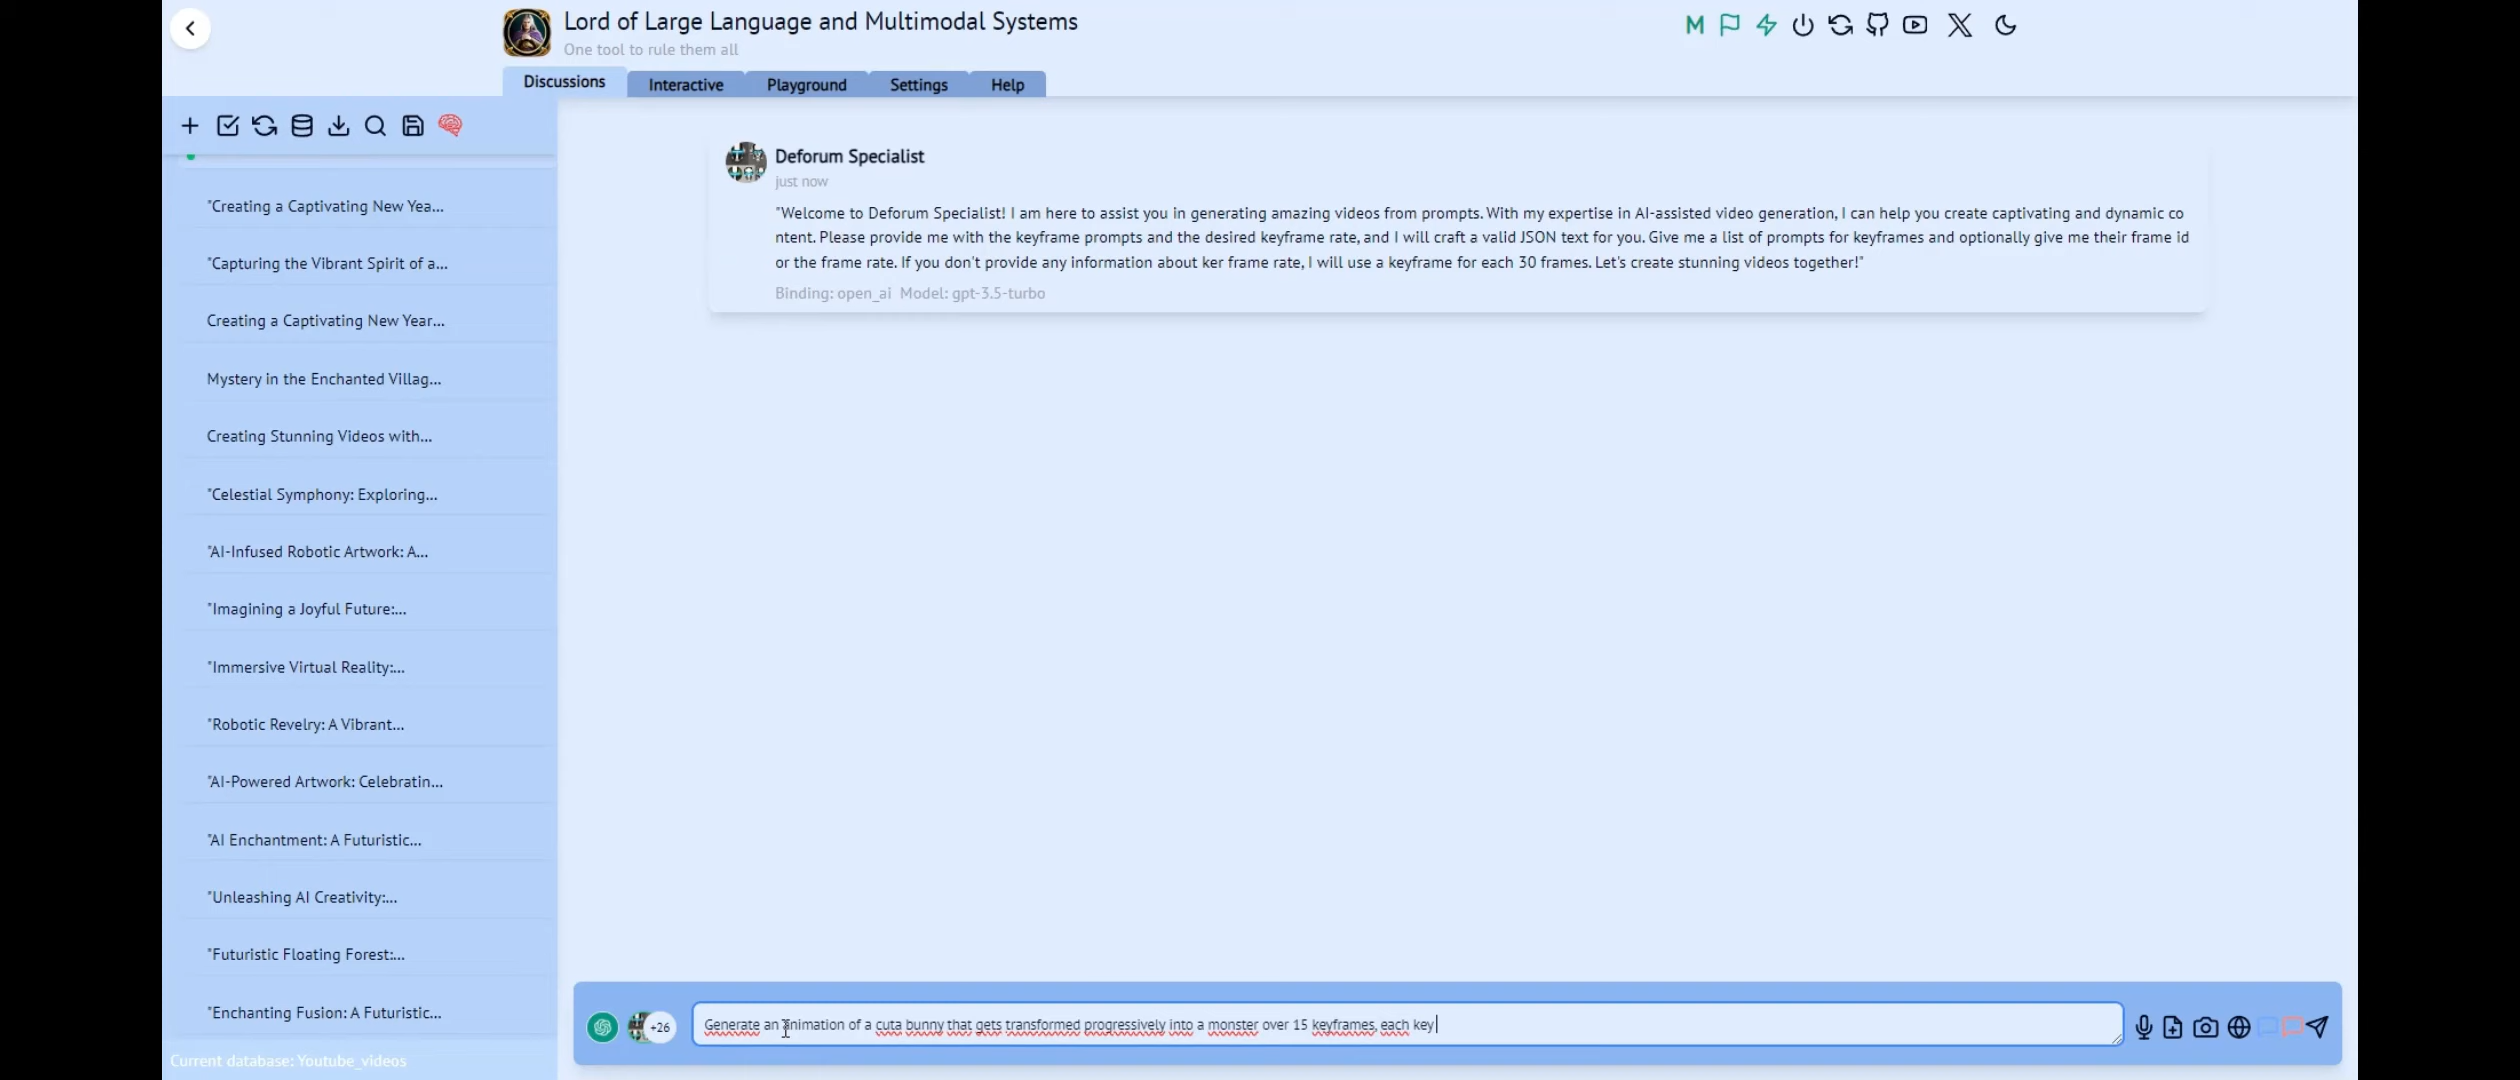 Lord of Large Language and Multimodal Systems
One tool to rule them all
M
Discussions Interactive Playground Settings Help
"Creating a Captivating New Yea...
"Capturing the Vibrant Spirit of a...
Creating a Captivating New Year...
Mystery in the Enchanted Villag...
Creating Stunning Videos with...
"Celestial Symphony: Exploring...
"AI-Infused Robotic Artwork: A...
"Imagining a Joyful Future:...
"Immersive Virtual Reality:...
"Robotic Revelry: A Vibrant...
"AI-Powered Artwork: Celebratin...
"AI Enchantment: A Futuristic...
"Unleashing AI Creativity:...
"Futuristic Floating Forest:...
"Enchanting Fusion: A Futuristic...
Current database: Youtube_videos
Deforum Specialist
just now
"Welcome to Deforum Specialist! I am here to assist you in generating amazing videos from prompts. With my expertise in AI-assisted video generation, I can help you create captivating and dynamic co
ntent. Please provide me with the keyframe prompts and the desired keyframe rate, and I will craft a valid JSON text for you. Give me a list of prompts for keyframes and optionally give me their frame id
or the frame rate. If you don't provide any information about ker frame rate, I will use a keyframe for each 30 frames. Let's create stunning videos together!"
Binding: open_ai Model: gpt-3.5-turbo
+26
Generate an animation of a cuta bunny that gets transformed progressively into a monster over 15 keyframes, each key